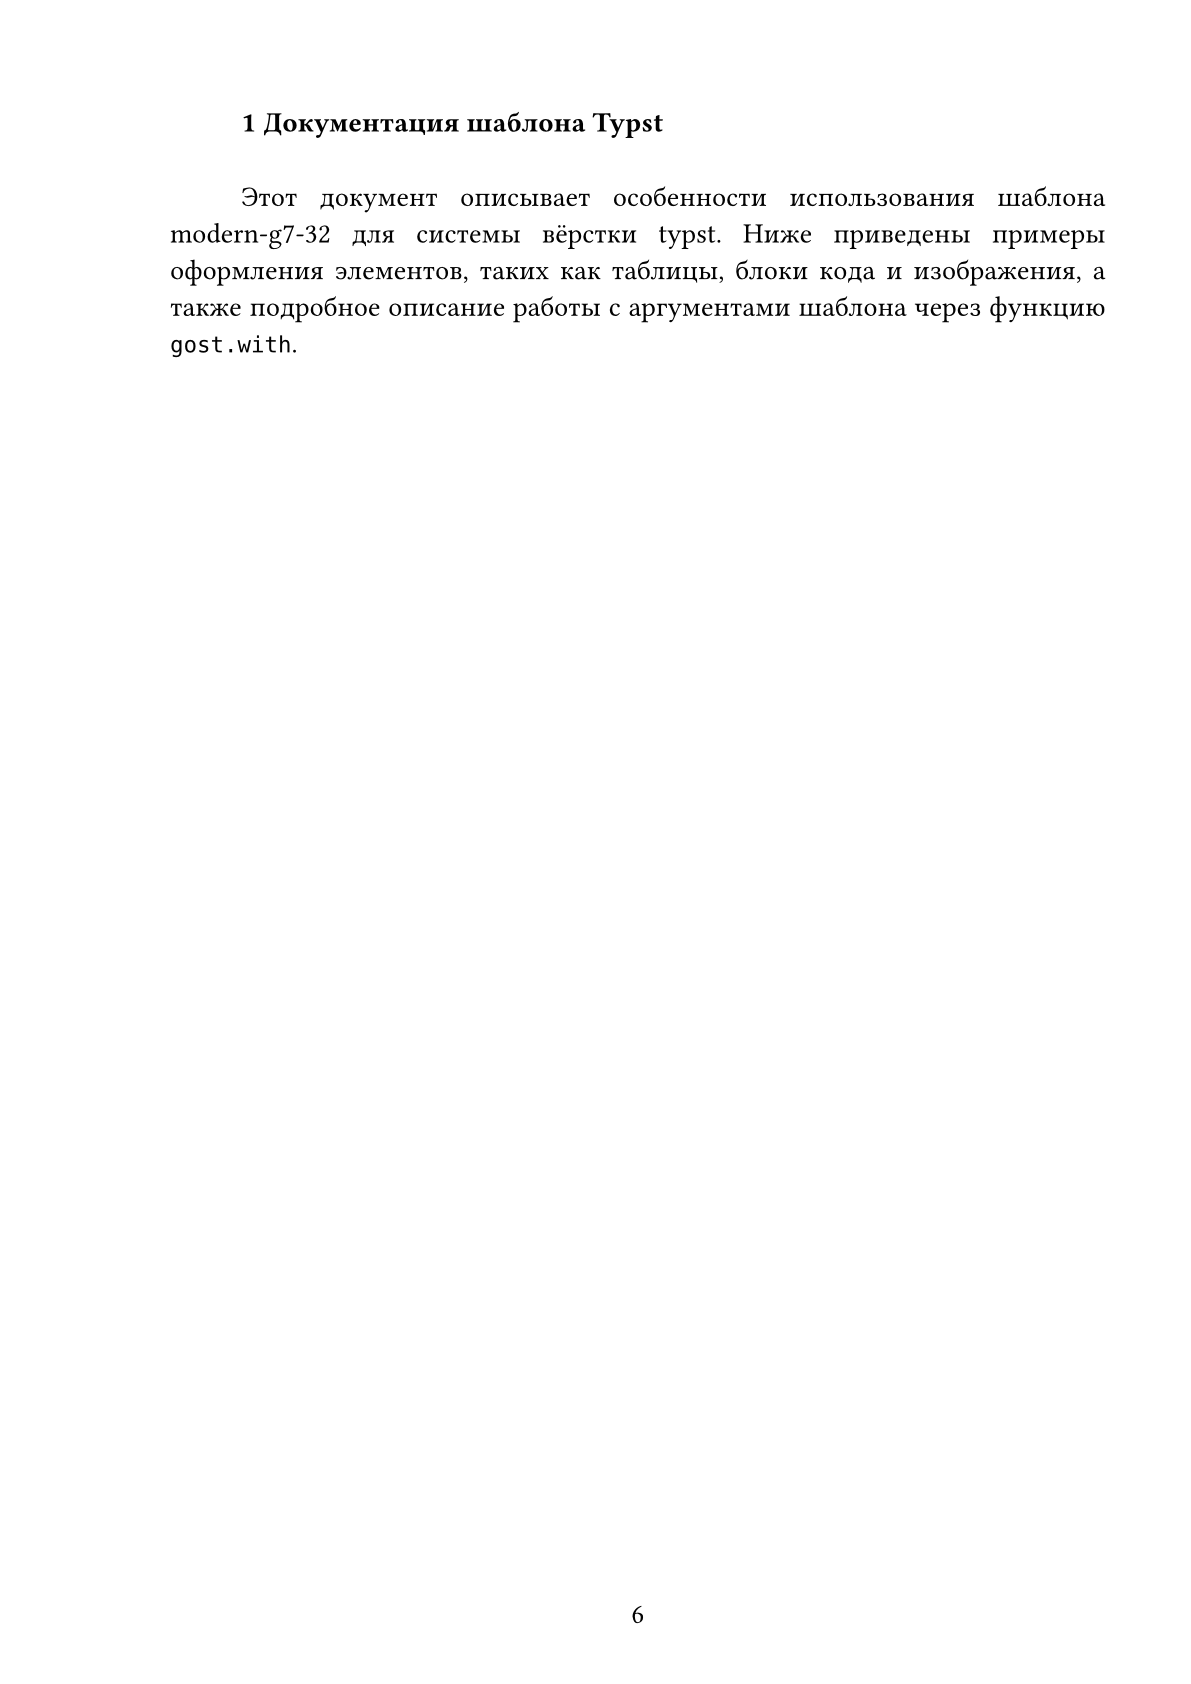 1 Документация шаблона Typst
Этот документ описывает особенности использования шаблона
modern-g7-32 для системы вёрстки typst. Ниже приведены примеры
оформления элементов, таких как таблицы, блоки кода и изображения, а
также подробное описание работы с аргументами шаблона через функцию
gost.with.
6